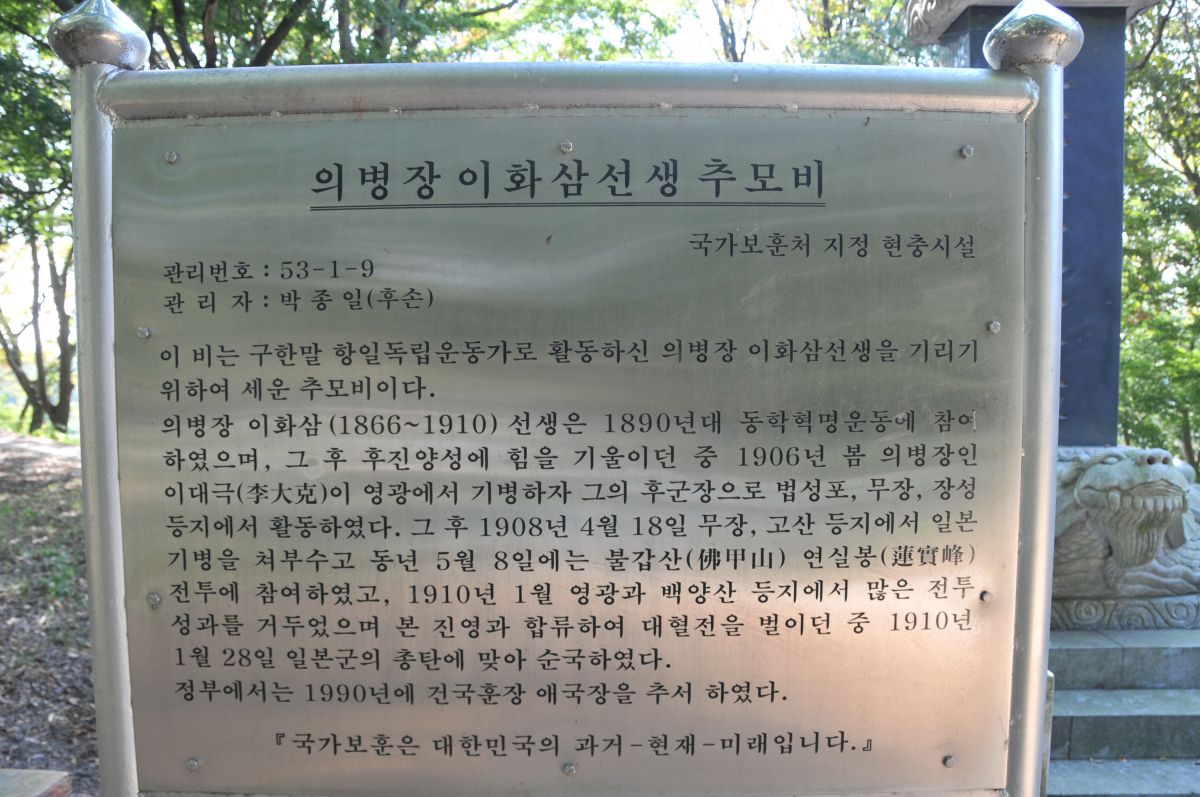 의병장 이화삼선생 추모비
국가보훈처 지정 현충시설
관리번호 : 53-1-9
관 리 자 : 박 종 일(후손)
이 비는 구한말 항일독립운동가로 활동하신 의병장 이화삼선생을 기리기
위하여 세운 추모비이다.
의병장 이화삼(1866~1910) 선생은 1890년대 동학혁명운동에 참여
하였으며, 그 후 후진양성에 힘을 기울이던 중 1906년 봄 의병장인
이대극(李大克)이 영광에서 기병하자 그의 후군장으로 법성포, 무장, 장성
등지에서 활동하였다. 그 후 1908년 4월 18일 무장, 고산 등지에서 일본
기병을 쳐부수고 동년 5월 8일에는 불갑산(佛甲山) 연실봉(蓮實峰)
전투에 참여하였고, 1910년 1월 영광과 백양산 등지에서 많은 전투
성과를 거두었으며 본 진영과 합류하여 대혈전을 벌이던 중 1910년
1월 28일 일본군의 총탄에 맞아 순국하였다.
정부에서는 1990년에 건국훈장 애국장을 추서 하였다.
『국가보훈은 대한민국의 과거-현재-미래입니다.』